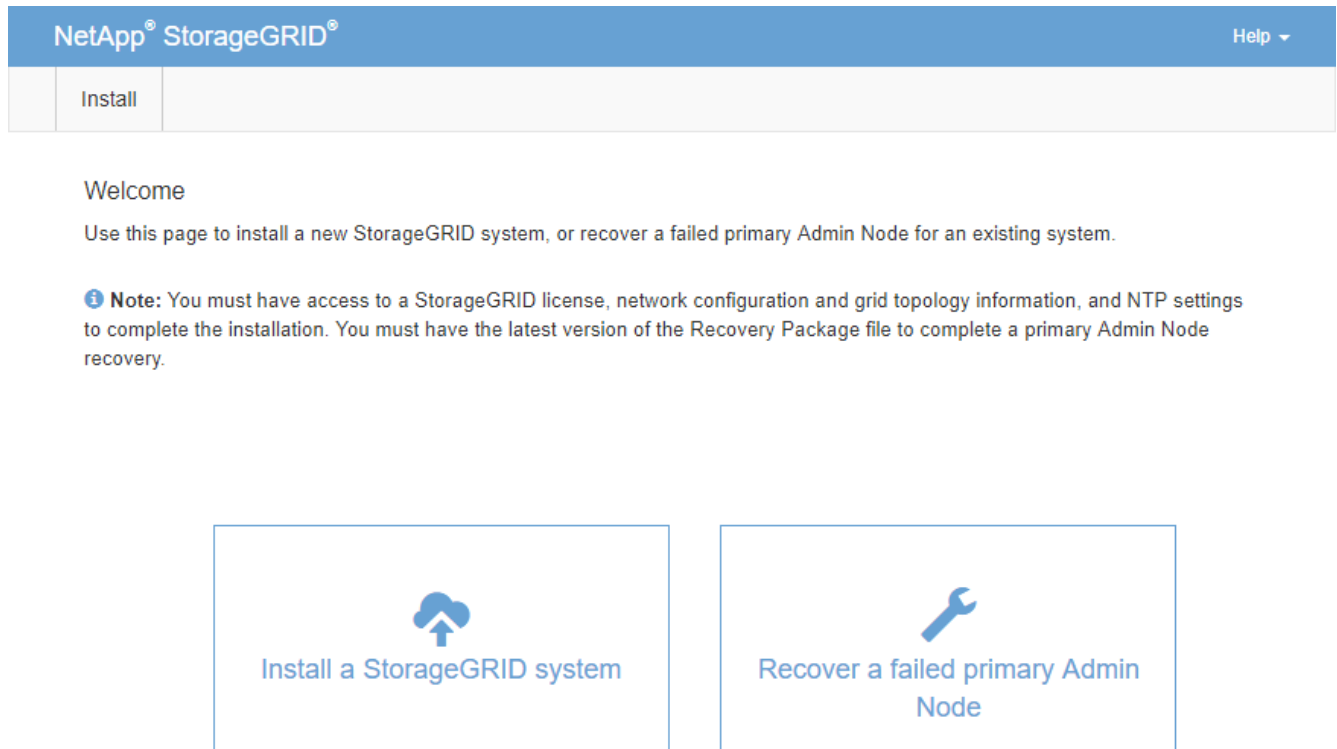 NetApp® StorageGRID®
Help
Install
Welcome
Use this page to install a new StorageGRID system, or recover a failed primary Admin Node for an existing system.
Note: You must have access to a StorageGRID license, network configuration and grid topology information, and NTP settings
to complete the installation. You must have the latest version of the Recovery Package file to complete a primary Admin Node
recovery.
Install a StorageGRID system
Recover a failed primary Admin
Node